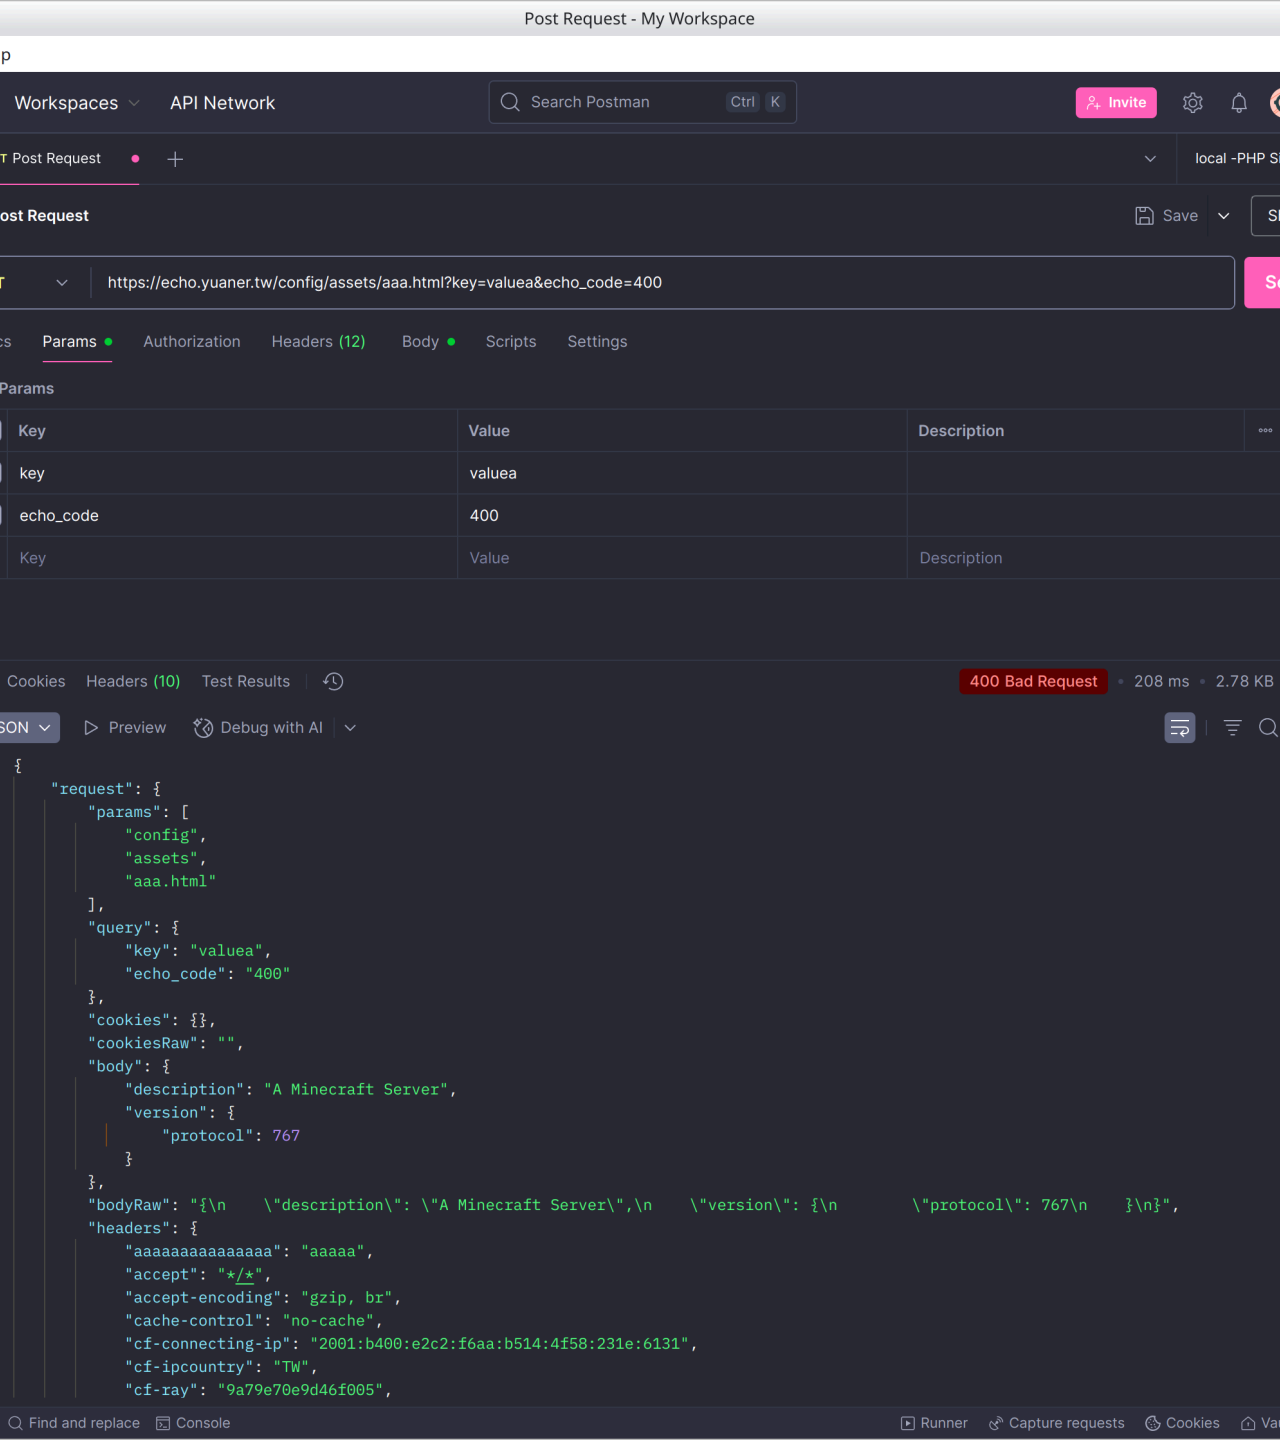 Post Request - My Workspace
p
Workspaces API Network Search Postman Ctrl K Invite
T Post Request local -PHP Si
ost Request Save
T https://echo.yuaner.tw/config/assets/aaa.html?key=valuea&echo_code=400 Se
cs Params Authorization Headers (12) Body Scripts Settings
Params
Key Value Description
key valuea
echo_code 400
Key Value Description
Cookies Headers (10) Test Results 400 Bad Request • 208 ms • 2.78 KB
SON Preview Debug with AI
{
"request": {
"params": [
"config",
"assets",
"aaa.html"
],
"query": {
"key": "valuea",
"echo_code": "400"
},
"cookies": {},
"cookiesRaw": "",
"body": {
"description": "A Minecraft Server",
"version": {
"protocol": 767
}
},
"bodyRaw": "{\n    \"description\": \"A Minecraft Server\",\n    \"version\": {\n        \"protocol\": 767\n    }\n}",
"headers": {
"aaaaaaaaaaaaaaa": "aaaaa",
"accept": "*/*",
"accept-encoding": "gzip, br",
"cache-control": "no-cache",
"cf-connecting-ip": "2001:b400:e2c2:f6aa:b514:4f58:231e:6131",
"cf-ipcountry": "TW",
"cf-ray": "9a79e70e9d46f005",
Find and replace Console Runner Capture requests Cookies Va